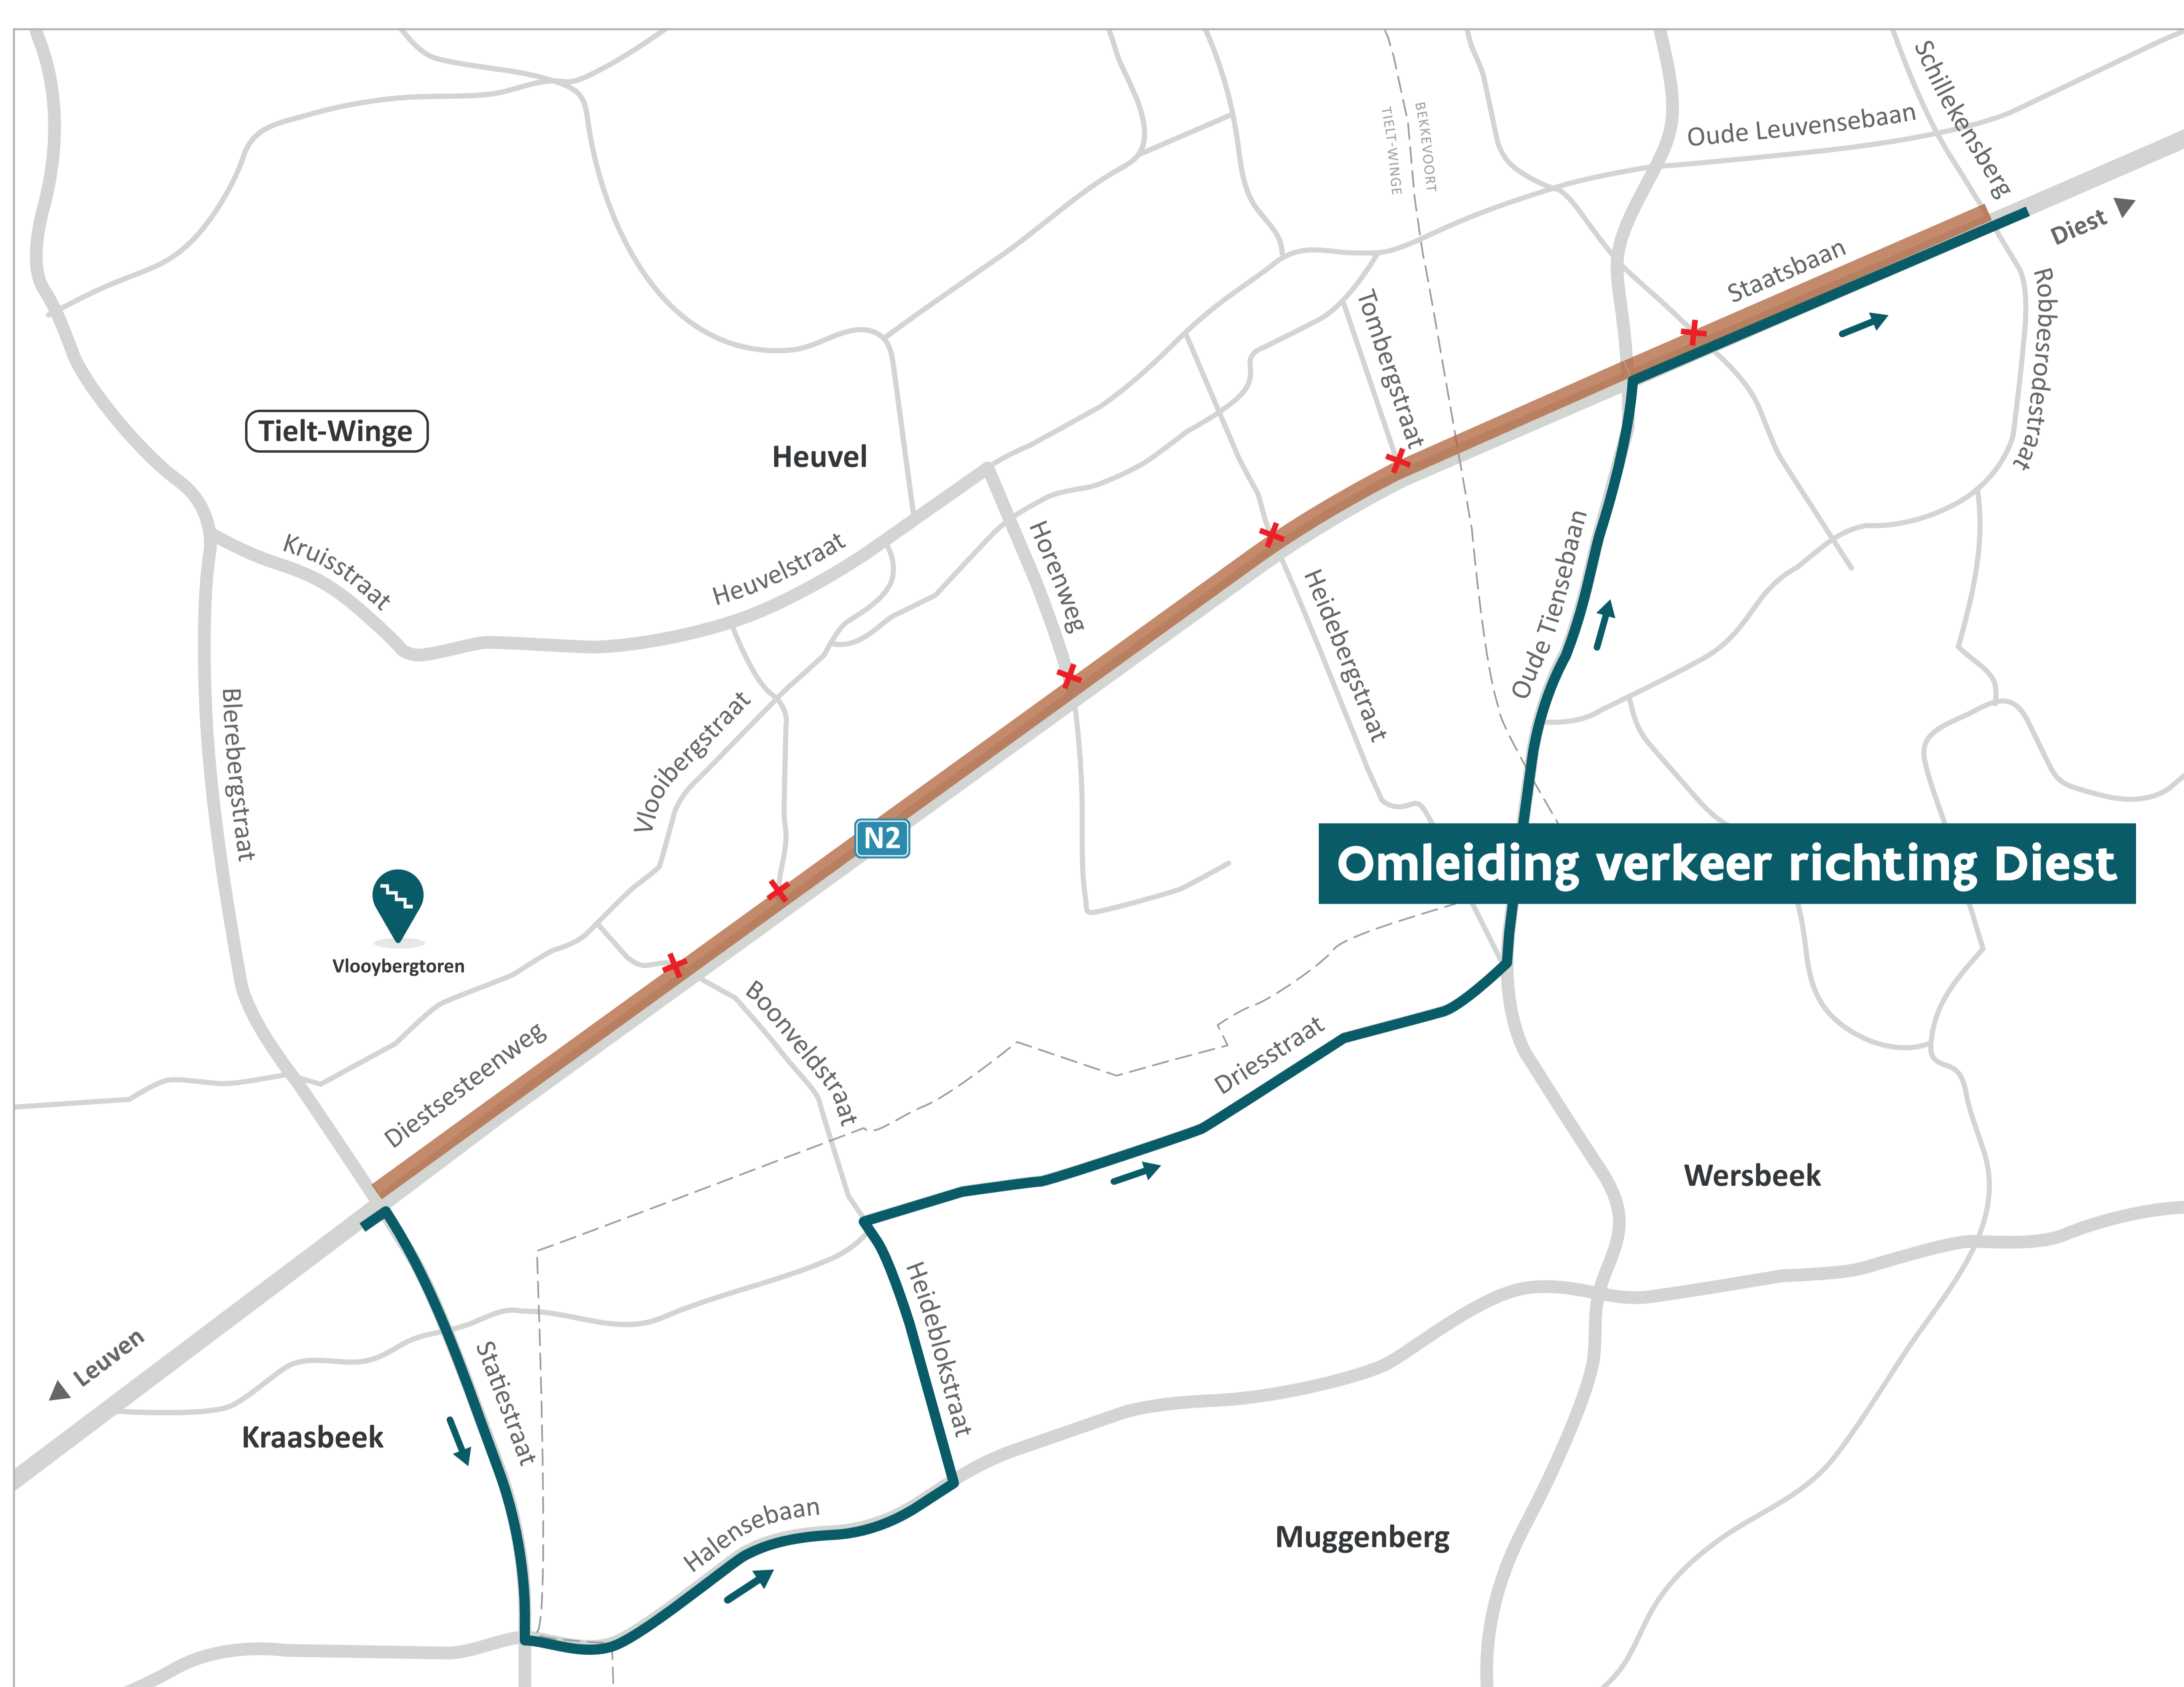 Schillekensberg
Oude Leuvensebaan
BEKKEVOORT
TIELT-WINGE
Diest
Staatsbaan
Robbesrodestraat
Tombergstraat
Tielt-Winge
Heuvel
Kruisstraat
Heuvelstraat
Horenweg
Heidebergstraat
Oude Tiensebaan
Blerebergstraat
Vlooibergstraat
N2
Omleiding verkeer richting Diest
Vlooybergtoren
Boonveldstraat
Diestsesteenweg
Driesstraat
Wersbeek
Heideblokstraat
Leuven
Statiestraat
Kraasbeek
Halensebaan
Muggenberg